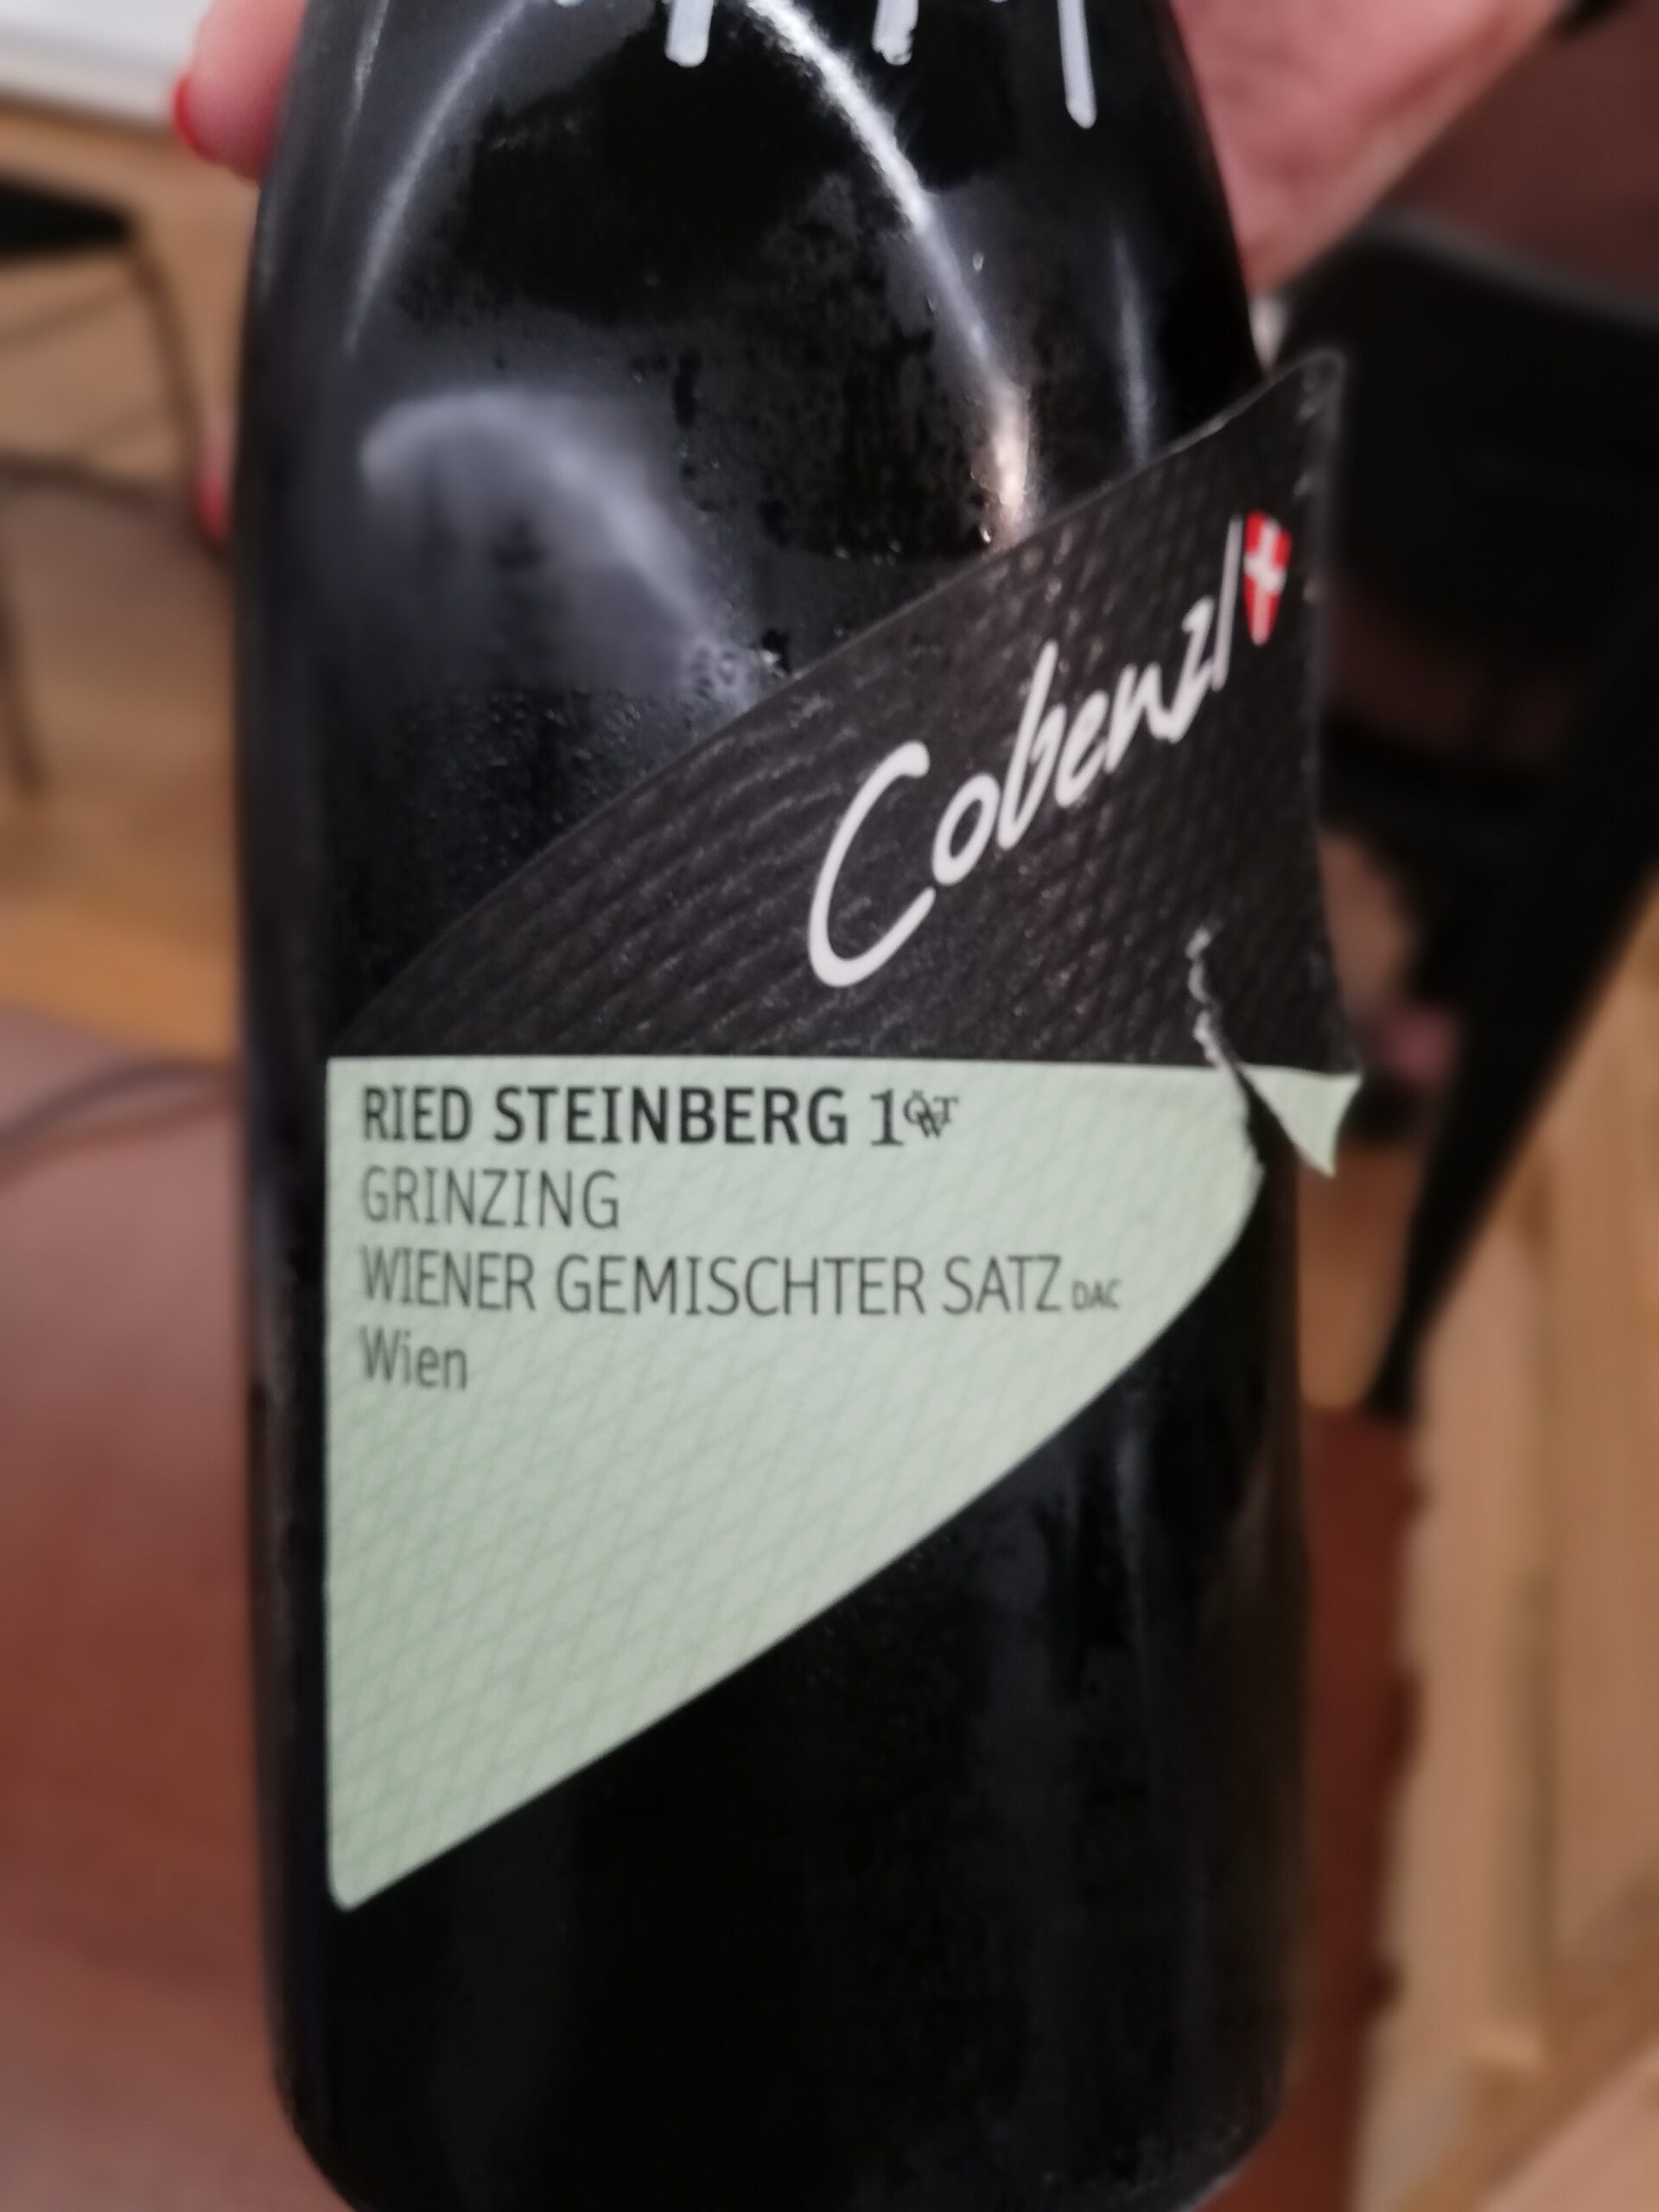 Cobenzl
RIED STEINBERG 1ÖWT
GRINZING
WIENER GEMISCHTER SATZ DAC
Wien